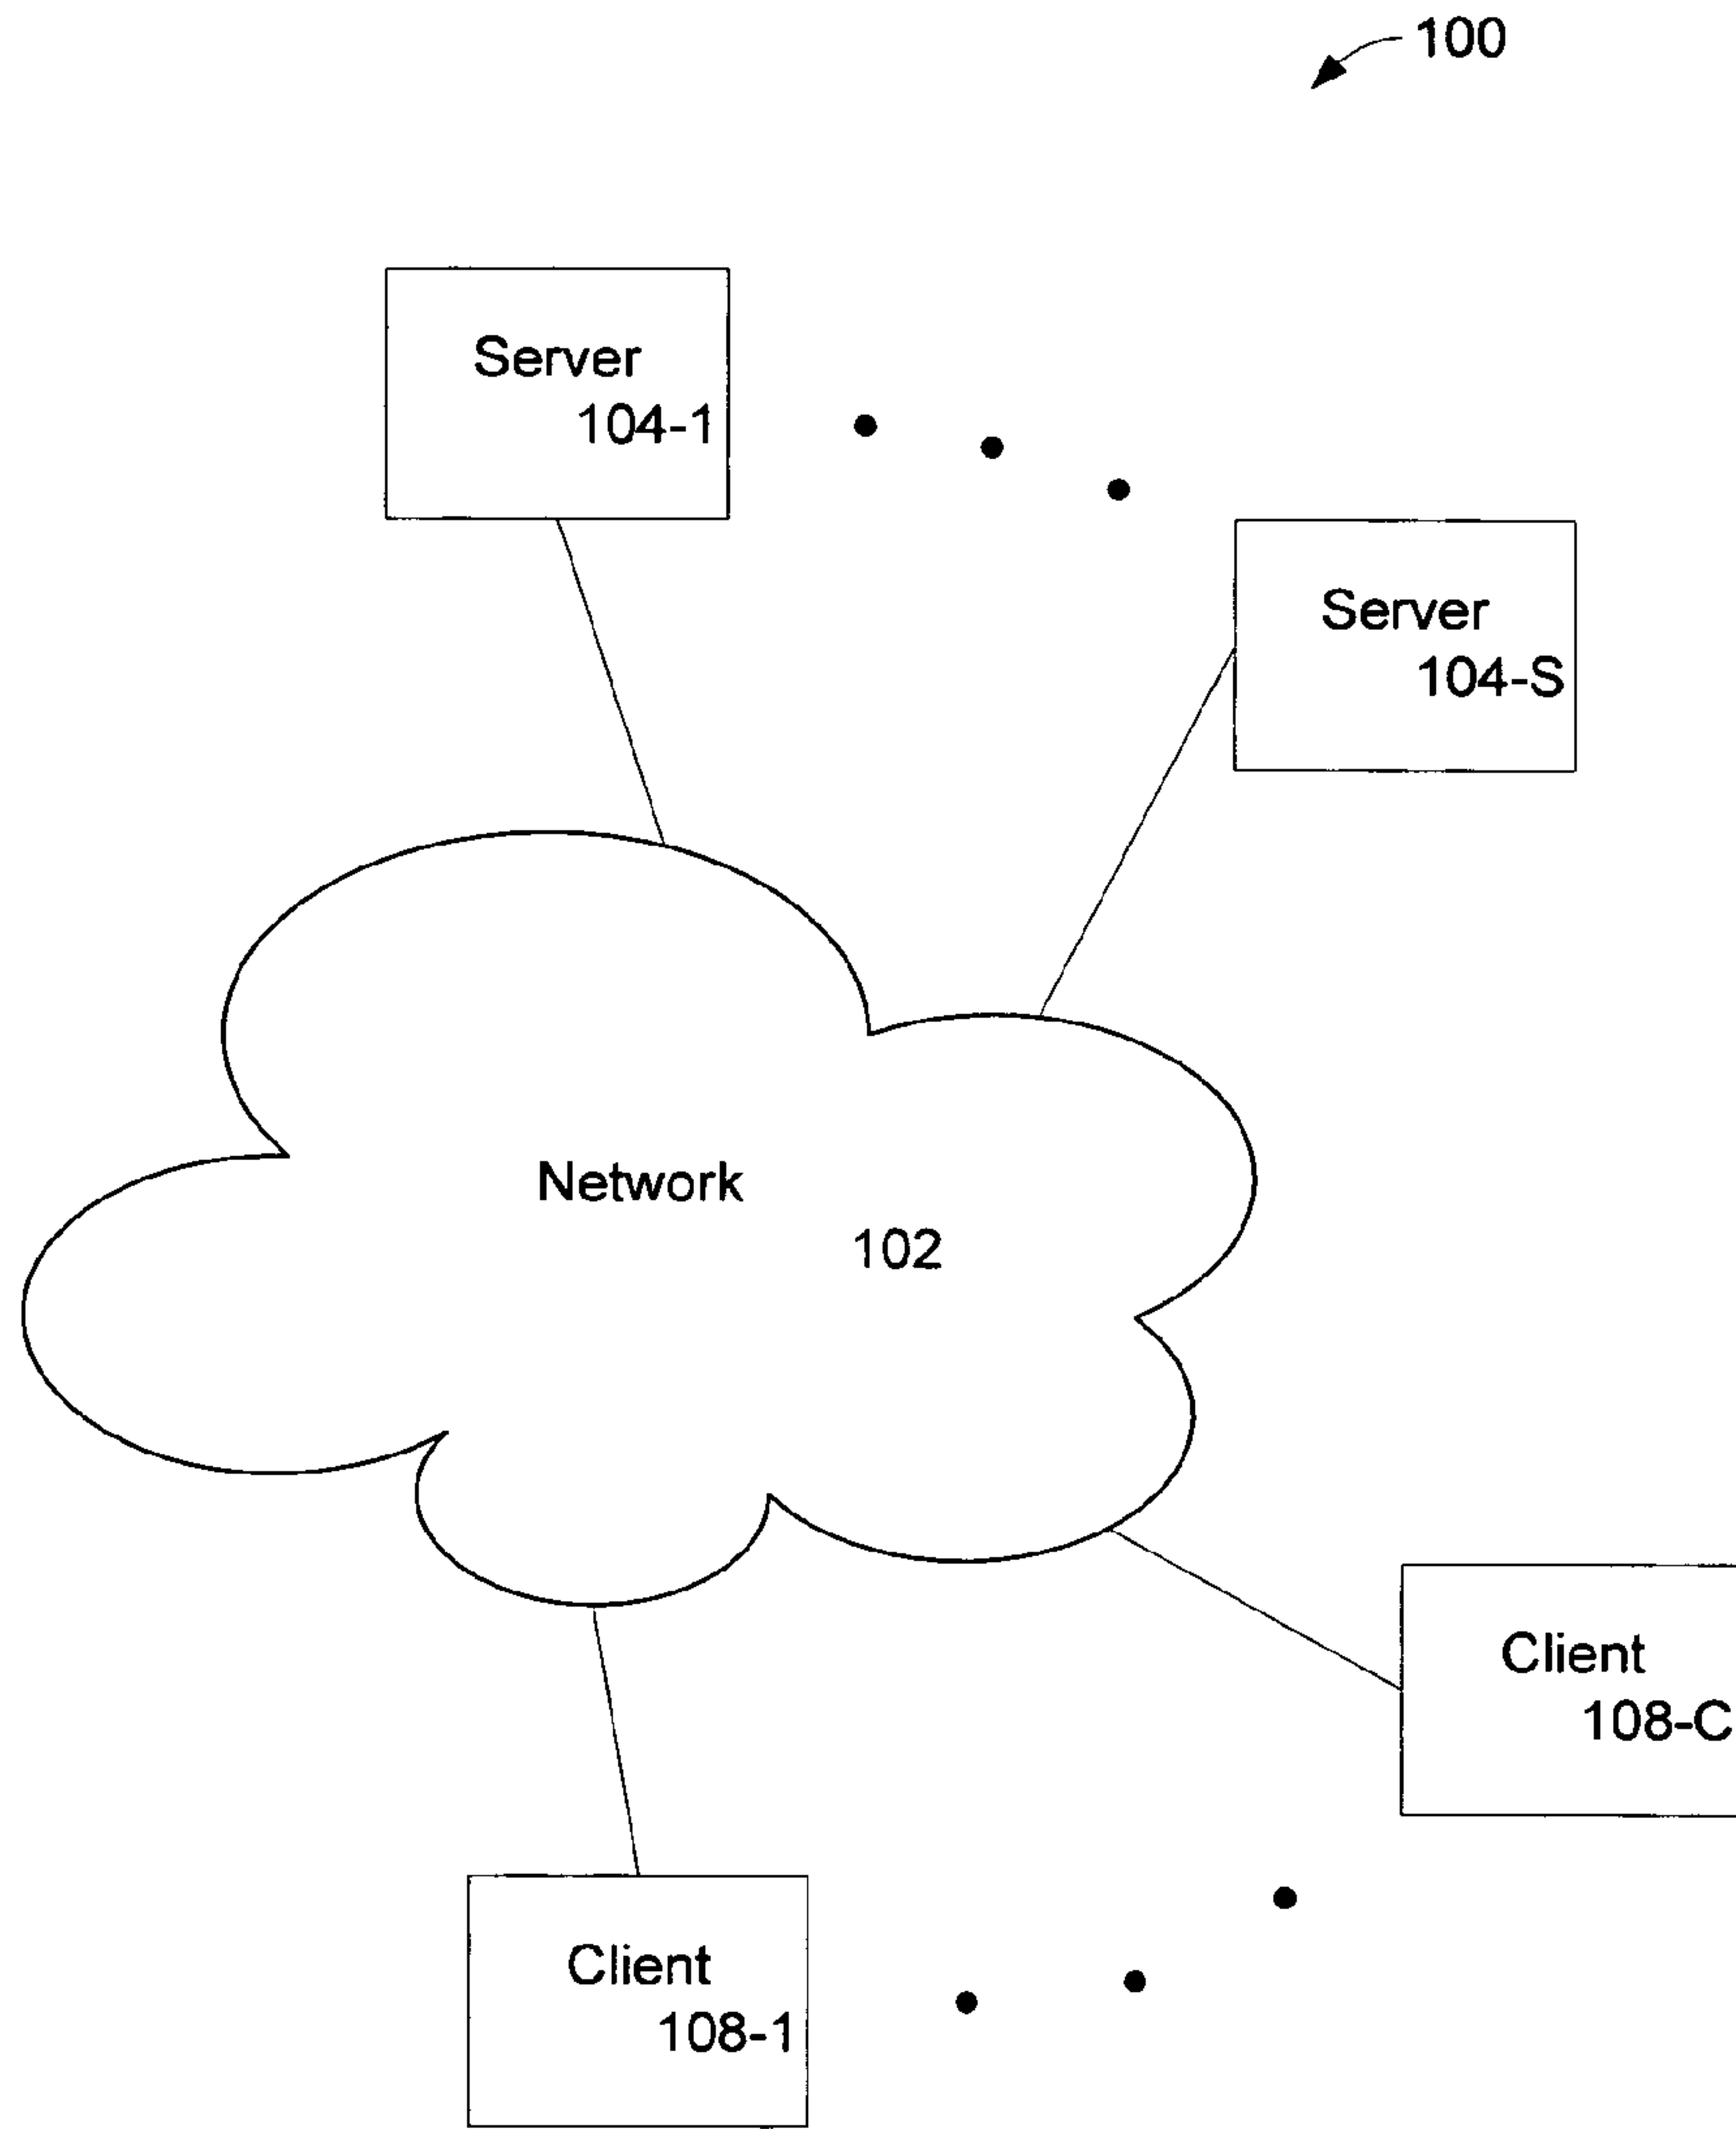 100
Server
104-1
Server
104-S
Network
102
Client
108-C
Client
108-1